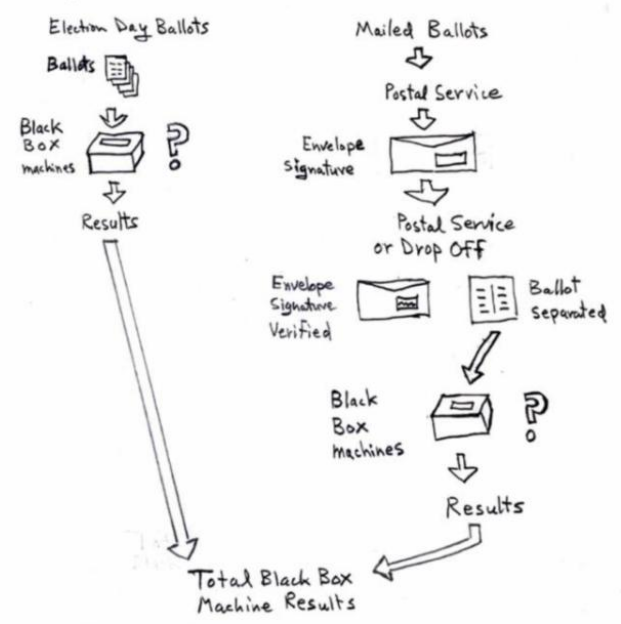 Election Day Ballots
Ballots
Black
Box
machines
?
Results
Mailed Ballots
Postal Service
Envelope
Signature
Postal Service
or Drop Off
Envelope
Signature
Verified
Ballot
separated
Black
Box
Machines
?
Results
Total Black Box
Machine Results